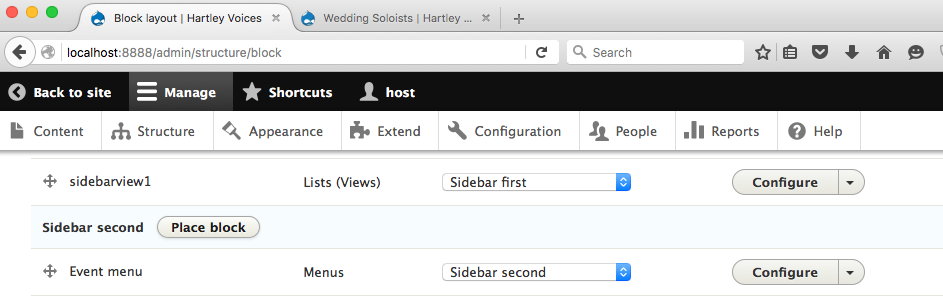 Block layout | Hartley Voices
Wedding Soloists | Hartley ...
localhost:8888/admin/structure/block
Search
Back to site
Manage
Shortcuts
host
Content
Structure
Appearance
Extend
Configuration
People
Reports
Help
sidebarview1
Lists (Views)
Sidebar first
Configure
Sidebar second
Place block
Event menu
Menus
Sidebar second
Configure